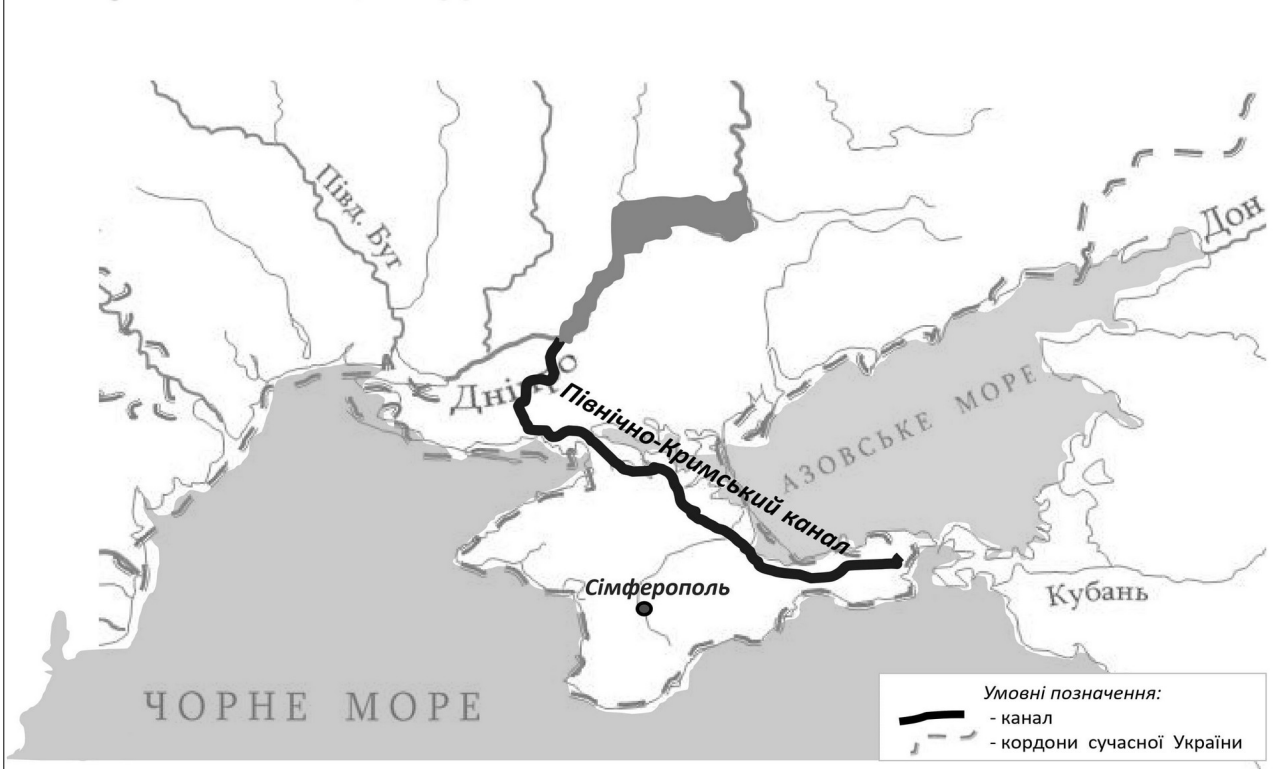 Півд. Буг
Дон
Дніпро
Північно-Кримський канал
АЗОВСЬКЕ МОРЕ
Сімферополь
Кубань
ЧОРНЕ МОРЕ
Умовні позначення:
- канал
- кордони сучасної України